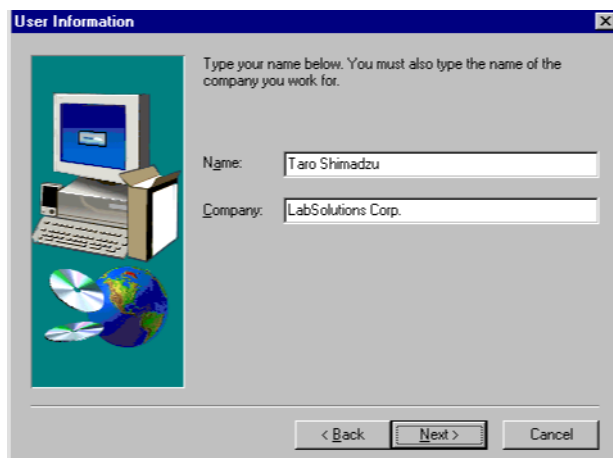 User Information
Type your name below. You must also type the name of the
company you work for.
Name: Taro Shimadzu
Company: LabSolutions Corp.
< Back Next > Cancel